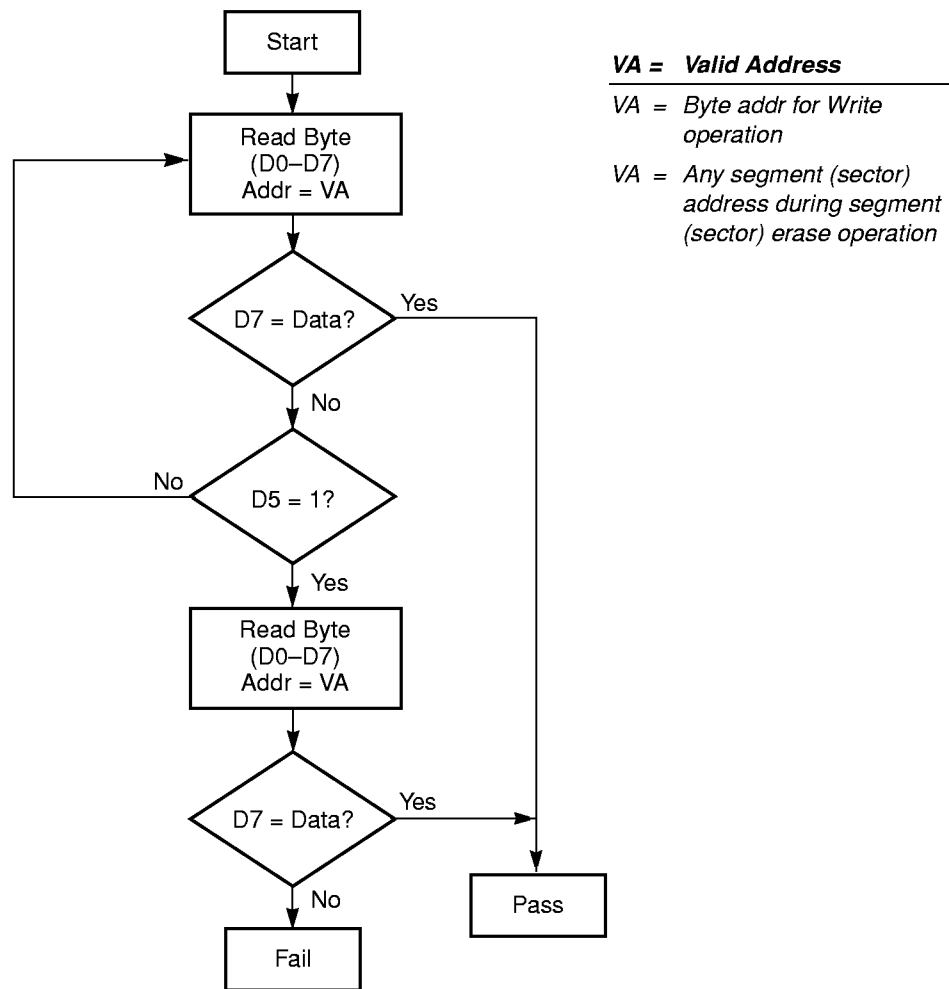 Start
VA = Valid Address
VA = Byte addr for Write
operation
VA = Any segment (sector)
address during segment
(sector) erase operation
Read Byte
(D0–D7)
Addr = VA
D7 = Data?
Yes
No
D5 = 1?
No
Yes
Read Byte
(D0–D7)
Addr = VA
D7 = Data?
Yes
No
Pass
Fail